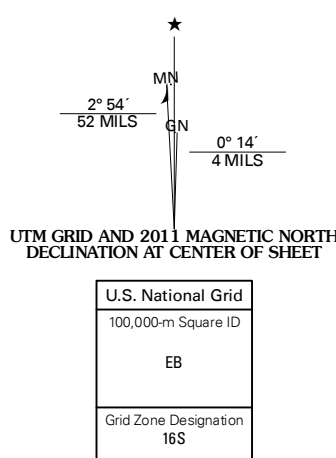 ★
MN
2° 54´
52 MILS
GN
0° 14´
4 MILS
UTM GRID AND 2011 MAGNETIC NORTH
DECLINATION AT CENTER OF SHEET
U.S. National Grid
100,000-m Square ID
EB
Grid Zone Designation
16S